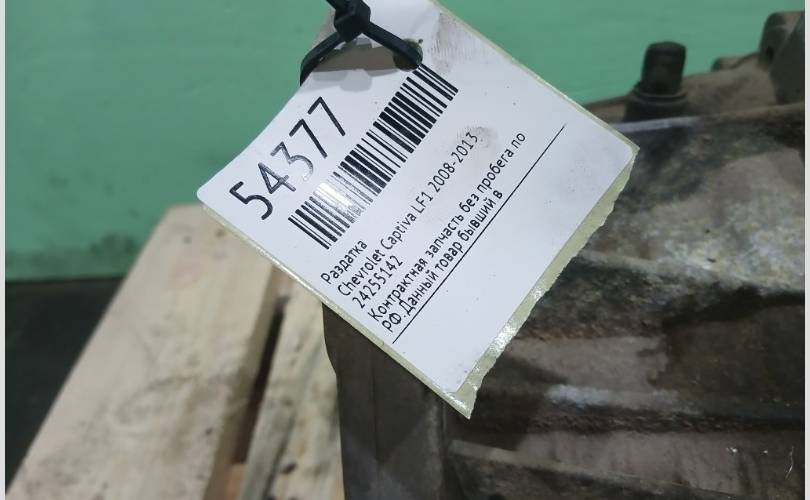 54377
Раздатка
Chevrolet Captiva LF1 2008-2013
24255142
Контрактная запчасть без пробега по
РФ.Данный товар бывший в